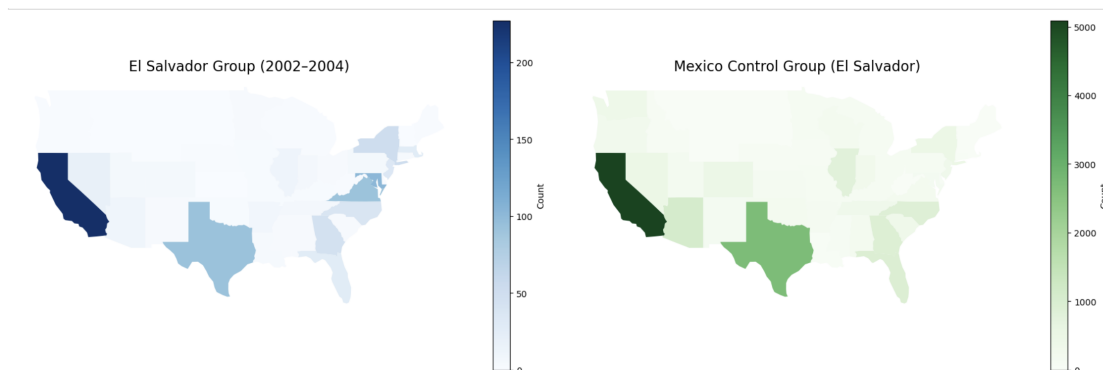 El Salvador Group (2002–2004)
200
150
100
50
0
Count
Mexico Control Group (El Salvador)
5000
4000
3000
2000
1000
0
Count